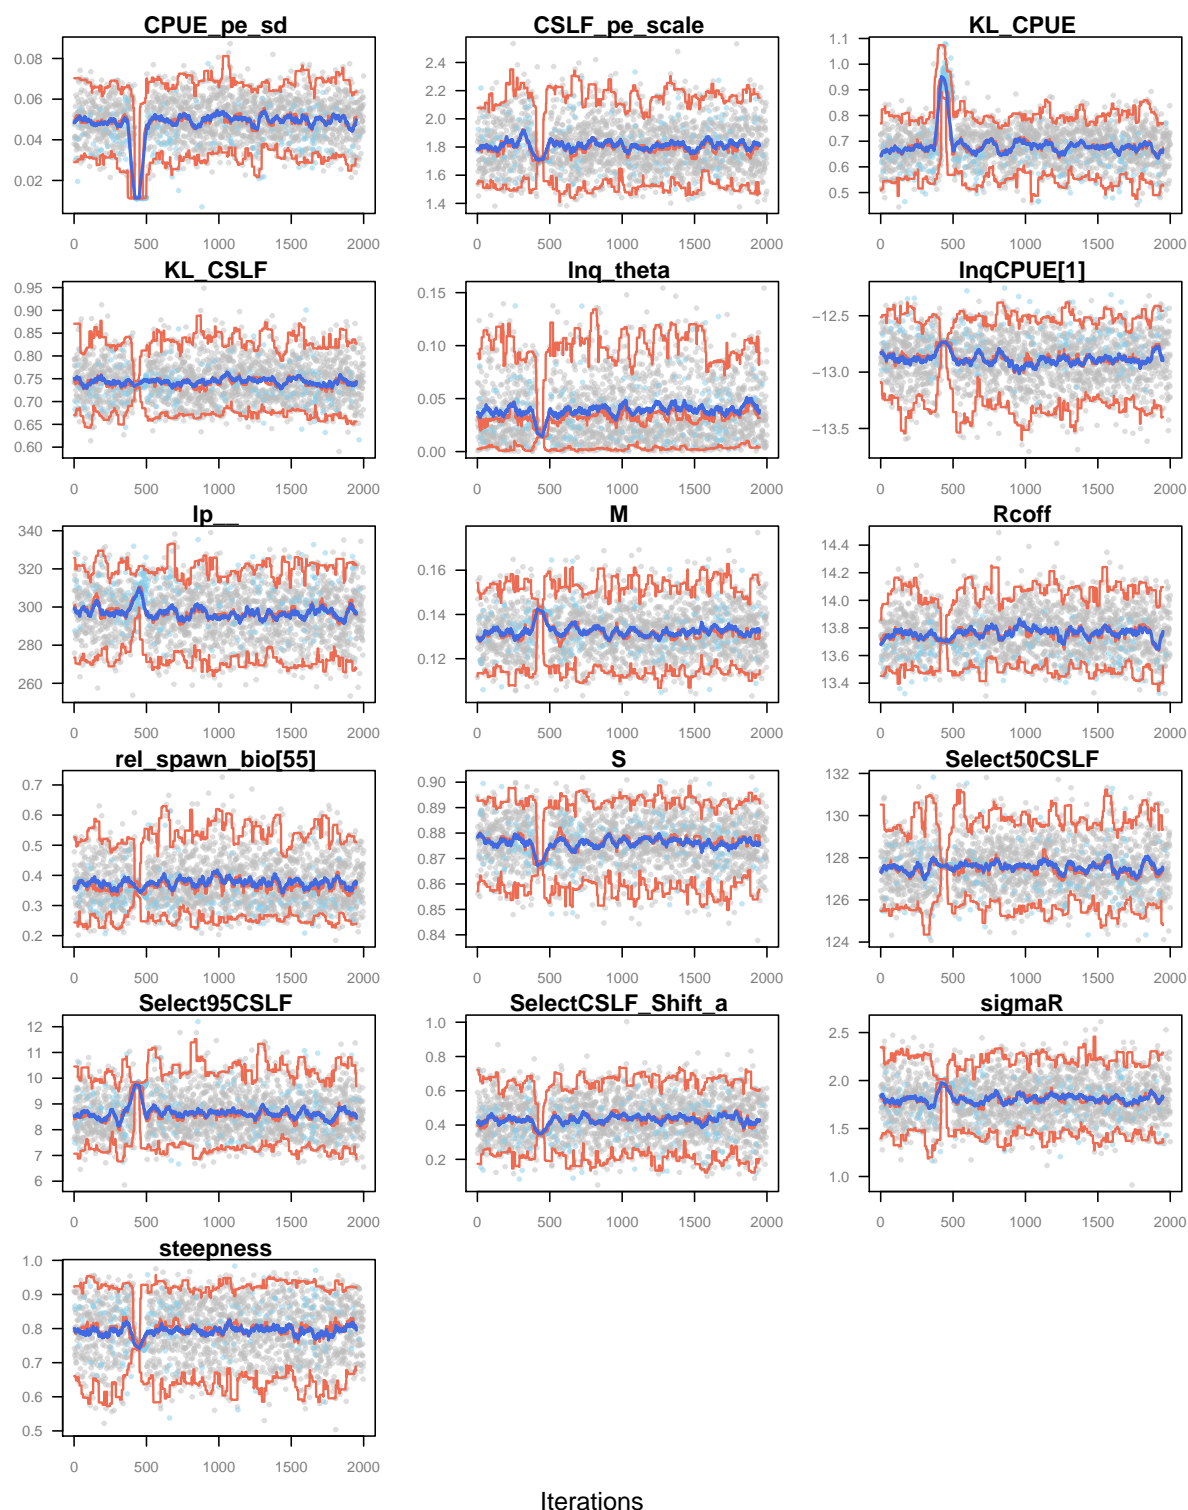 CPUE_pe_sd CSLF_pe_scale KL_CPUE
0.08 0.06 0.04 0.02
2.4 2.2 2.0 1.8 1.6 1.4
1.1 1.0 0.9 0.8 0.7 0.6 0.5
0 500 1000 1500 2000 0 500 1000 1500 2000 0 500 1000 1500 2000
KL_CSLF lnq_theta lnqCPUE[1]
0.95 0.90 0.85 0.80 0.75 0.70 0.65 0.60
0.15 0.10 0.05 0.00
−12.5 −13.0 −13.5
0 500 1000 1500 2000 0 500 1000 1500 2000 0 500 1000 1500 2000
lp__ M Rcoff
340 320 300 280 260
0.16 0.14 0.12
14.4 14.2 14.0 13.8 13.6 13.4
0 500 1000 1500 2000 0 500 1000 1500 2000 0 500 1000 1500 2000
rel_spawn_bio[55] S Select50CSLF
0.7 0.6 0.5 0.4 0.3 0.2
0.90 0.89 0.88 0.87 0.86 0.85 0.84
132 130 128 126 124
0 500 1000 1500 2000 0 500 1000 1500 2000 0 500 1000 1500 2000
Select95CSLF SelectCSLF_Shift_a sigmaR
12 11 10 9 8 7 6
1.0 0.8 0.6 0.4 0.2
2.5 2.0 1.5 1.0
0 500 1000 1500 2000 0 500 1000 1500 2000 0 500 1000 1500 2000
steepness
1.0 0.9 0.8 0.7 0.6 0.5
0 500 1000 1500 2000
Iterations